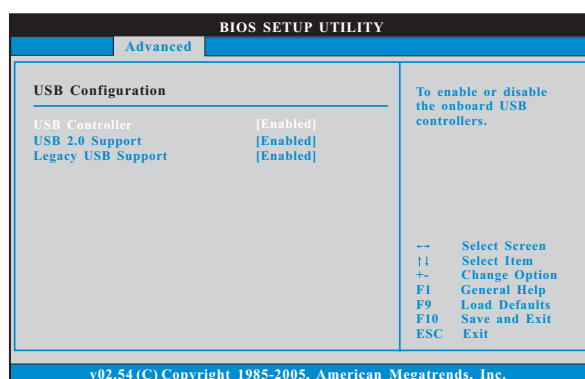 BIOS SETUP UTILITY
Advanced
USB Configuration
USB Controller [Enabled]
USB 2.0 Support [Enabled]
Legacy USB Support [Enabled]
To enable or disable
the onboard USB
controllers.
←→ Select Screen
↑↓ Select Item
+- Change Option
F1 General Help
F9 Load Defaults
F10 Save and Exit
ESC Exit
v02.54 (C) Copyright 1985-2005, American Megatrends, Inc.